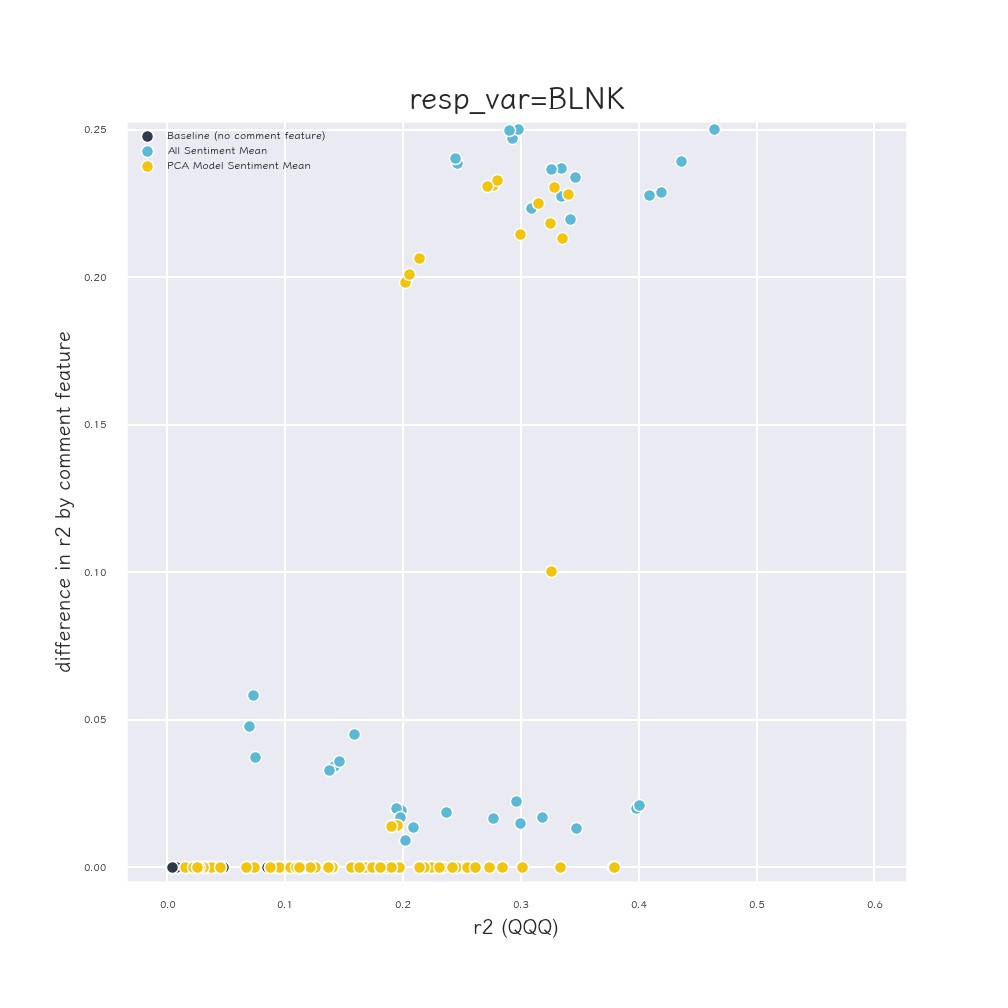 resp_var=BLNK
Baseline (no comment feature)
All Sentiment Mean
PCA Model Sentiment Mean
difference in r2 by comment feature
0.25
0.20
0.15
0.10
0.05
0.00
0.0 0.1 0.2 0.3 0.4 0.5 0.6
r2 (QQQ)